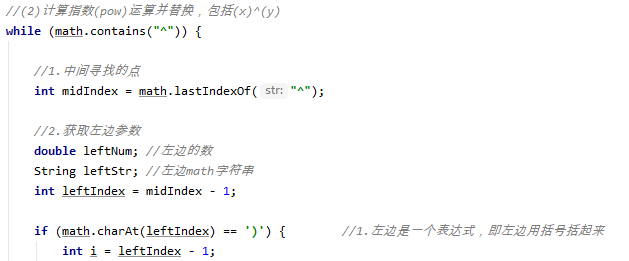 //(2)计算指数(pow)运算并替换，包括(x)^(y)
while (math.contains("^")) {
//1.中间寻找的点
int midIndex = math.lastIndexOf( str: "^");
//2.获取左边参数
double leftNum; //左边的数
String leftStr; //左边math字符串
int leftIndex = midIndex - 1;
if (math.charAt(leftIndex) == ')') { //1.左边是一个表达式，即左边用括号括起来
int i = leftIndex - 1;